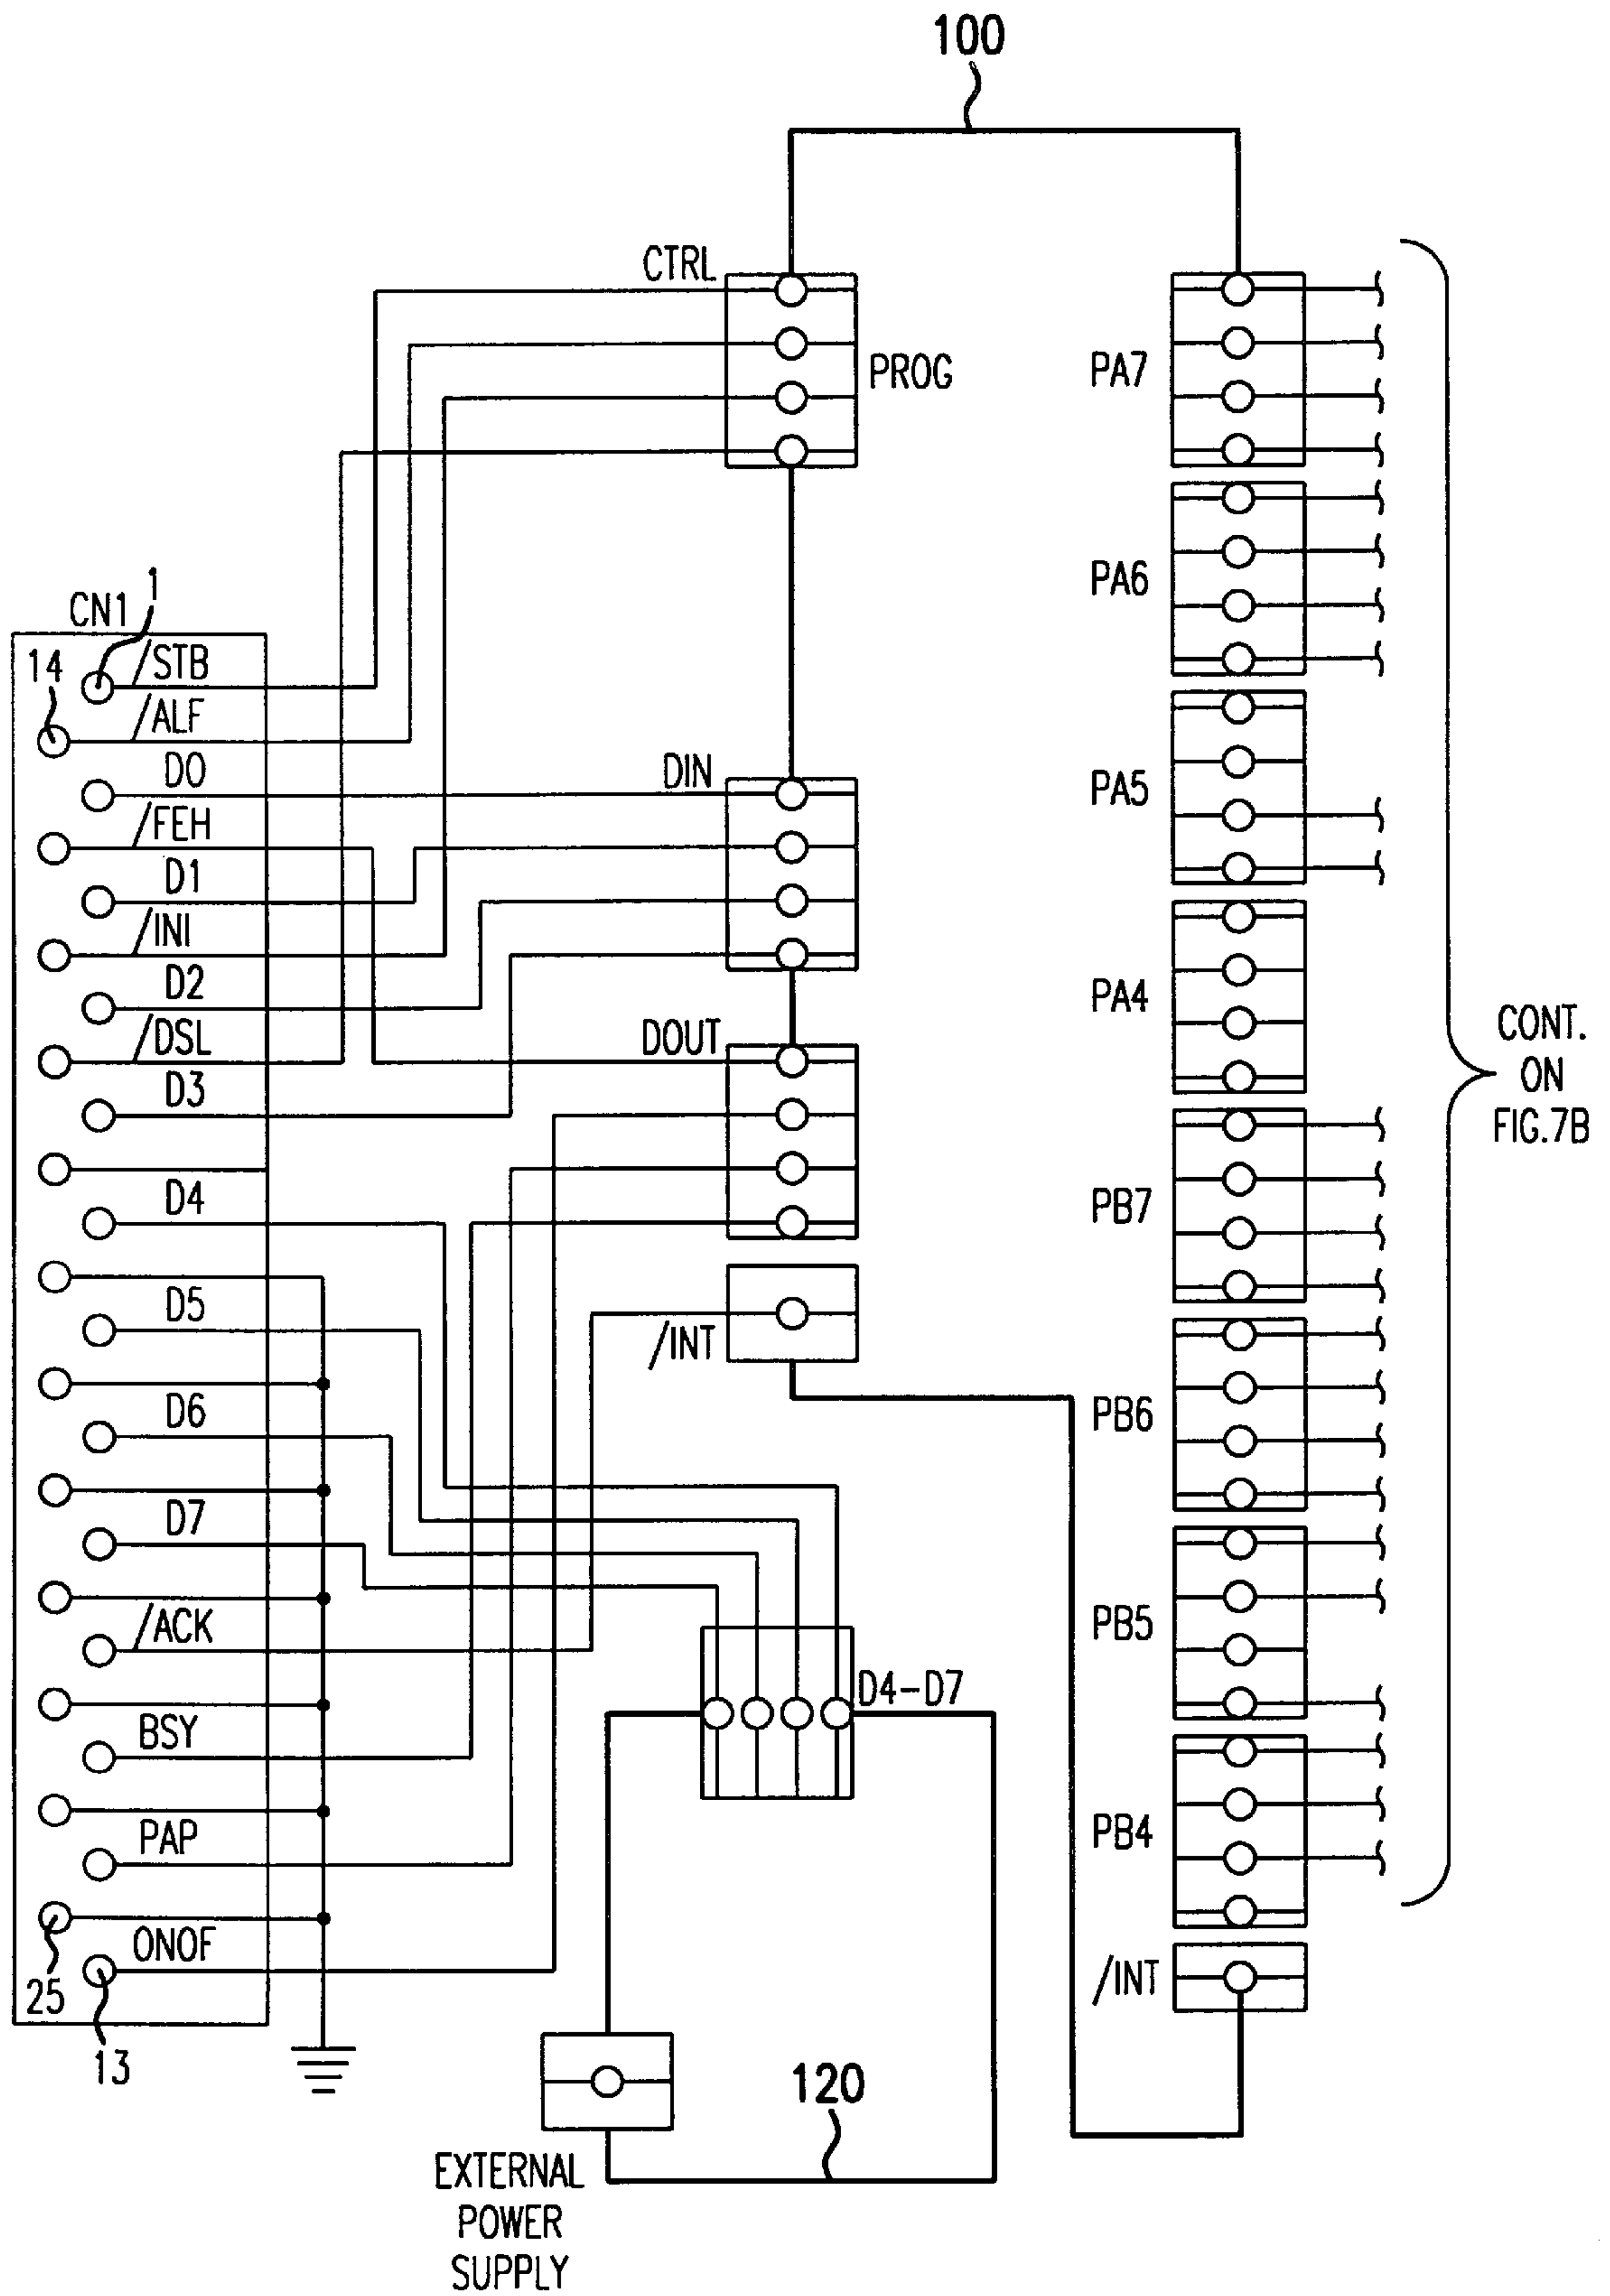 100
CTRL
PROG
PA7
PA6
CN1
1
14
/STB
/ALF
D0
DIN
PA5
/FEH
D1
/INI
D2
PA4
/DSL
DOUT
D3
CONT.
ON
FIG.7B
D4
PB7
D5
/INT
D6
PB6
D7
/ACK
PB5
D4-D7
BSY
PAP
PB4
ONOF
25
/INT
13
120
EXTERNAL
POWER
SUPPLY